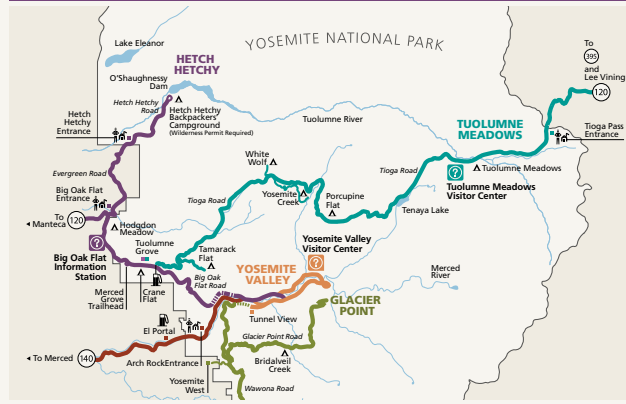 YOSEMITE NATIONAL PARK
Lake Eleanor
HETCH
HETCHY
O'Shaughnessy
Dam
Hetch Hetchy
Road
Hetch Hetchy
Backpackers'
Campground
(Wilderness Permit Required)
Hetch
Hetchy
Entrance
Tuolumne River
To
395
and
Lee Vining
120
Tioga Pass
Entrance
TUOLUMNE
MEADOWS
Tuolumne Meadows
Tuolumne Meadows
Visitor Center
White
Wolf
Tioga Road
Evergreen Road
Big Oak Flat
Entrance
Yosemite
Creek
Porcupine
Flat
Tenaya Lake
Tioga Road
To
Manteca
120
Hodgdon
Meadow
Tuolumne
Grove
Tamarack
Flat
Yosemite Valley
Visitor Center
Big Oak Flat
Information
Station
Big Oak
Flat Road
YOSEMITE
VALLEY
Merced
River
Merced
Grove
Trailhead
Crane
Flat
GLACIER
POINT
El Portal
Tunnel View
Glacier Point Road
To Merced
140
Arch Rock Entrance
Bridalveil
Creek
Yosemite
West
Wawona Road